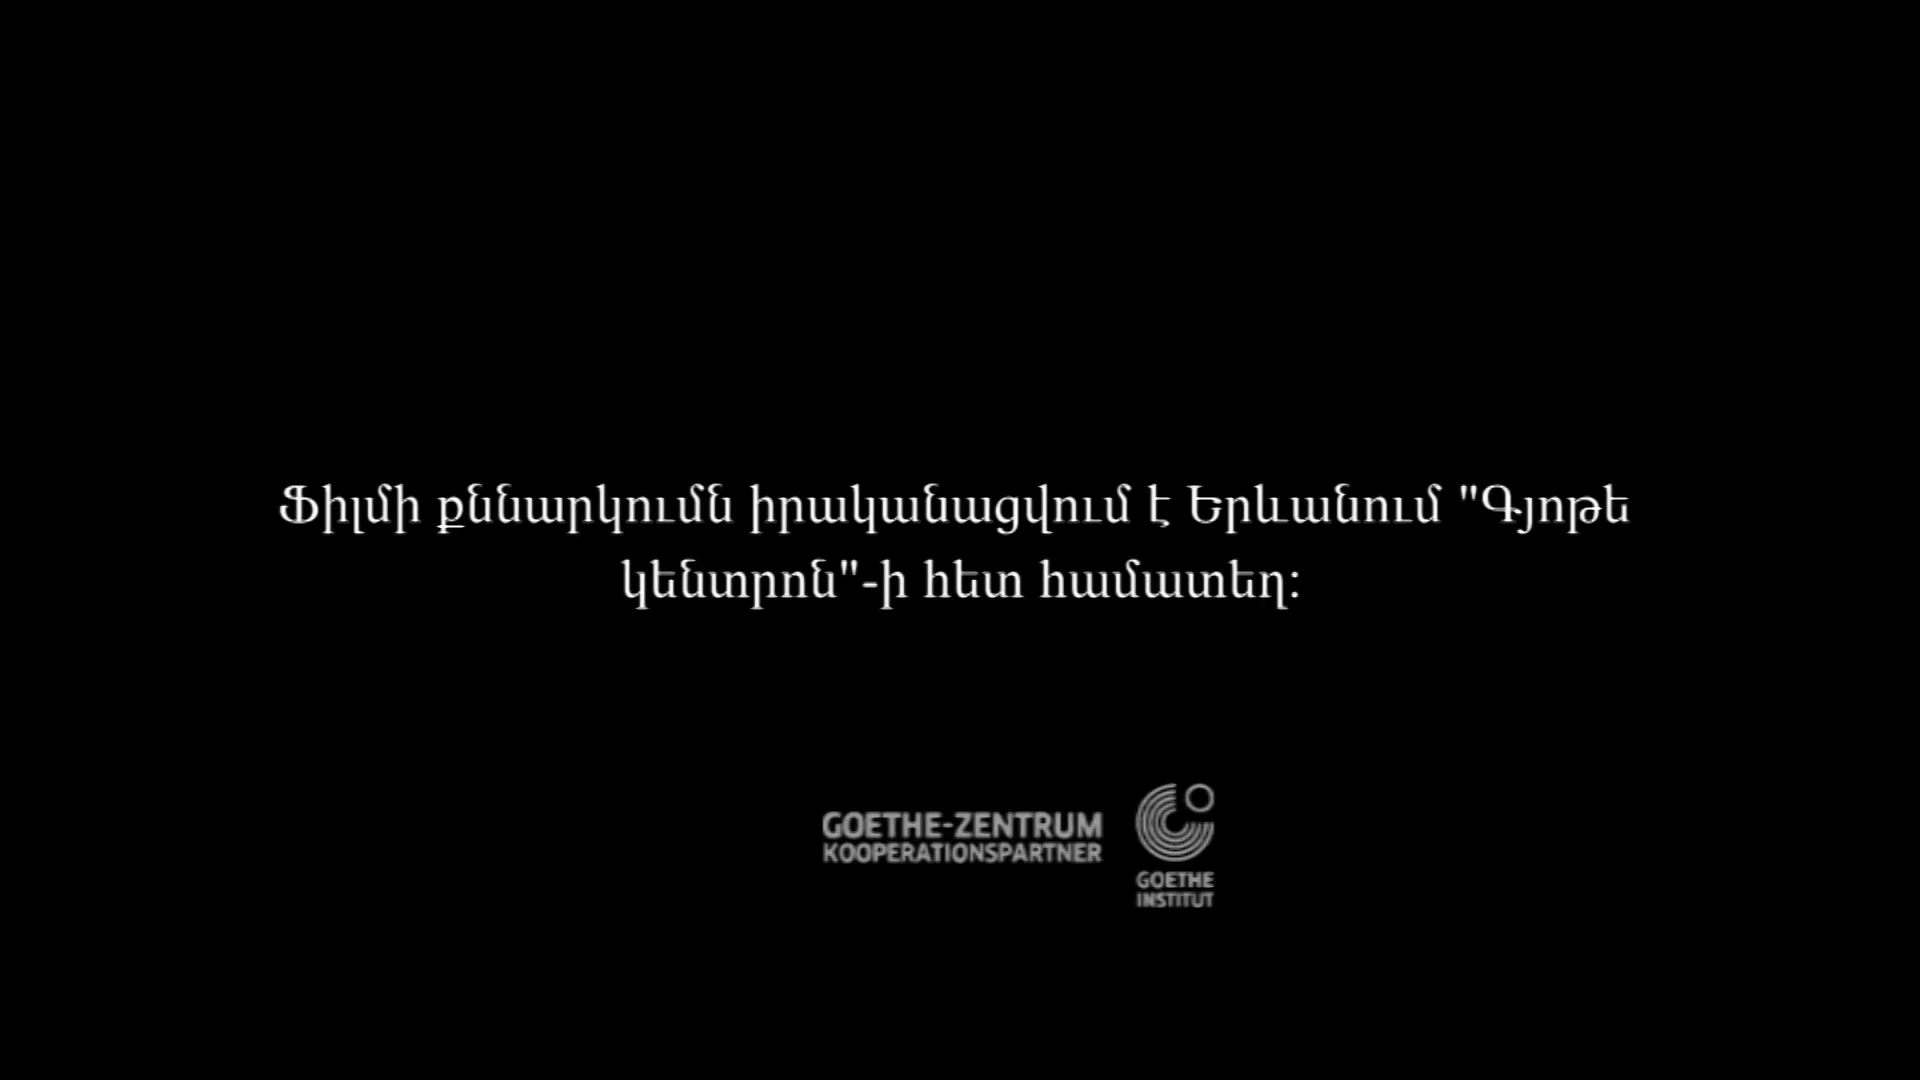 Ֆիլմի քննարկումն իրականացվում է Երևանում "Գյոթե
կենտրոն"-ի հետ համատեղ:
GOETHE-ZENTRUM
KOOPERATIONSPARTNER
GOETHE
INSTITUT